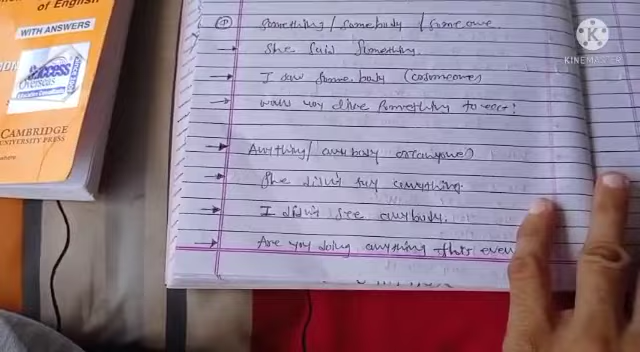 of English
WITH ANSWERS
Success
Overseas
CAMBRIDGE
UNIVERSITY PRESS
① Something / Somebody / Someone
→ She said Something.
→ I saw Somebody (or someone)
→ would you like Something to eat?
Anything / anybody or (anyone)
→ She didn't say anything.
→ I didn't see anybody.
→ Are you doing anything this even
K
KINEMASTER